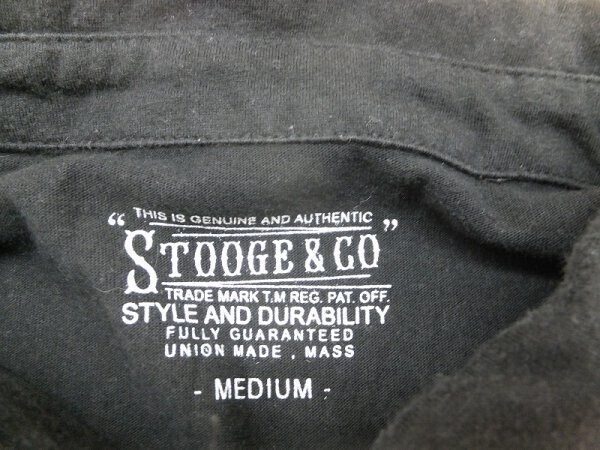 THIS IS GENUINE AND AUTHENTIC
"STOOGE & CO"
TRADE MARK T.M REG. PAT. OFF.
STYLE AND DURABILITY
FULLY GUARANTEED
UNION MADE , MASS
- MEDIUM -